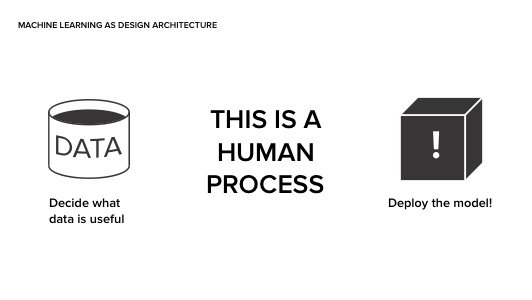 MACHINE LEARNING AS DESIGN ARCHITECTURE
DATA
Decide what
data is useful
THIS IS A
HUMAN
PROCESS
!
Deploy the model!